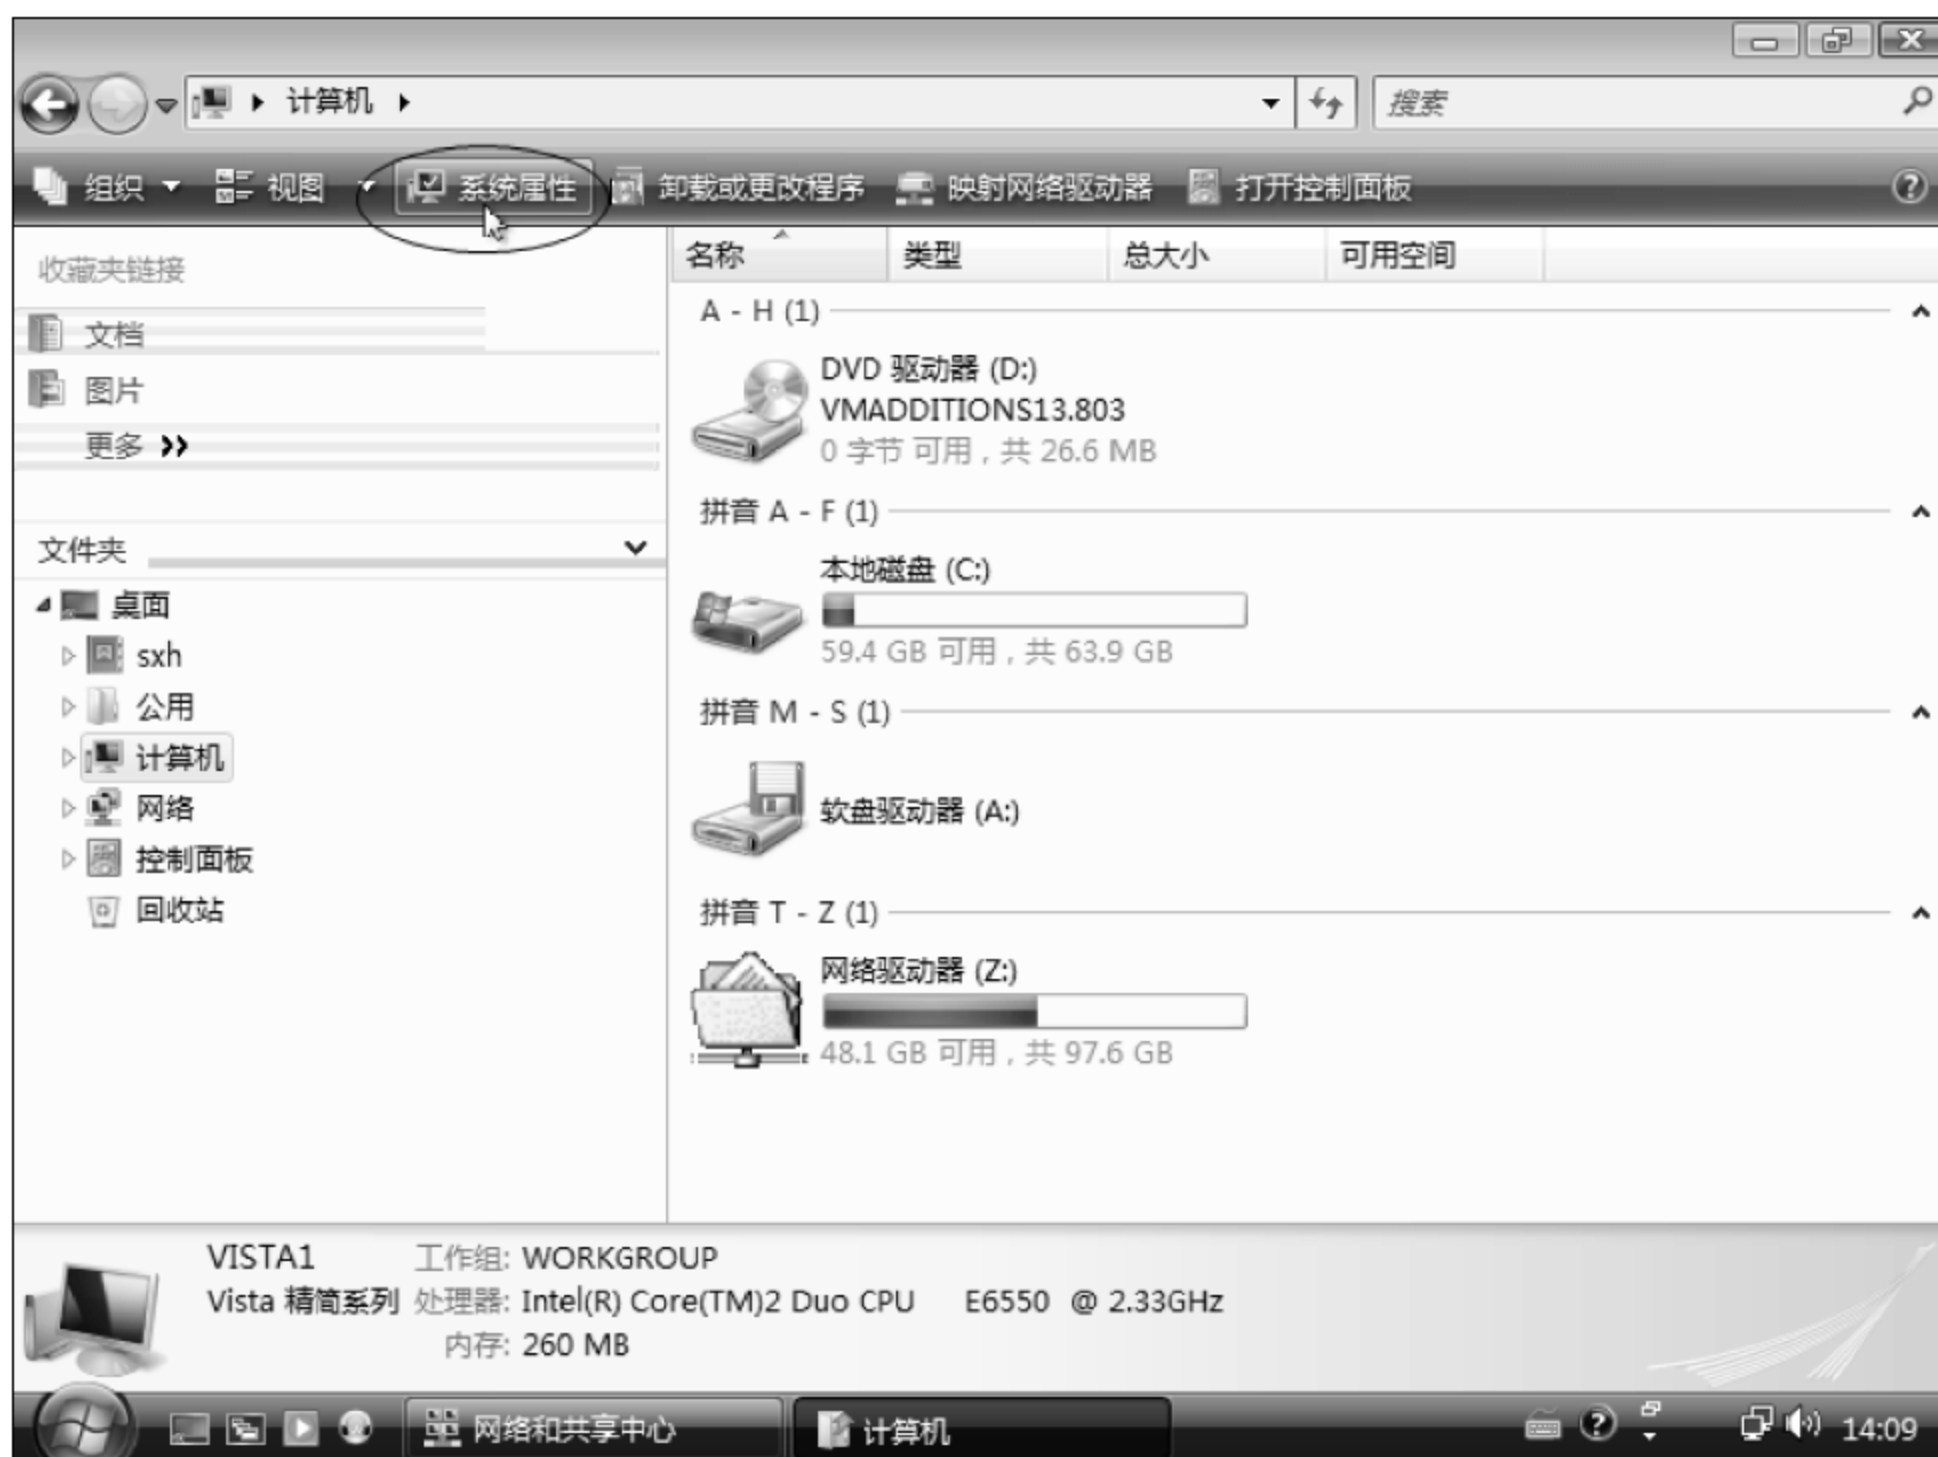 计算机
搜索
组织 视图 系统属性 卸载或更改程序 映射网络驱动器 打开控制面板
收藏夹链接
文档
图片
更多
文件夹
桌面
sxh
公用
计算机
网络
控制面板
回收站
名称 类型 总大小 可用空间
A - H (1)
DVD 驱动器 (D:)
VMADDITIONS13.803
0 字节 可用 , 共 26.6 MB
拼音 A - F (1)
本地磁盘 (C:)
59.4 GB 可用 , 共 63.9 GB
拼音 M - S (1)
软盘驱动器 (A:)
拼音 T - Z (1)
网络驱动器 (Z:)
48.1 GB 可用 , 共 97.6 GB
VISTA1 工作组: WORKGROUP
Vista 精简系列 处理器: Intel(R) Core(TM)2 Duo CPU E6550 @ 2.33GHz
内存: 260 MB
网络和共享中心 计算机 14:09